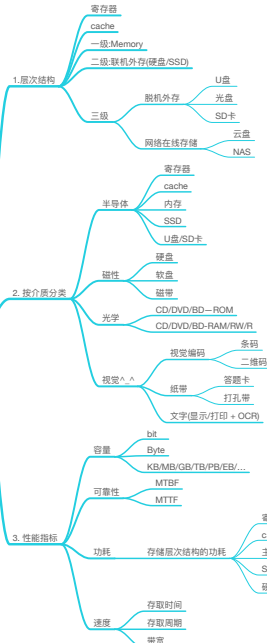 寄存器
cache
一级:Memory
二级:联机外存(硬盘/SSD)
1.层次结构
U盘
脱机外存
光盘
SD卡
三级
云盘
网络在线存储
NAS
寄存器
cache
半导体
内存
SSD
U盘/SD卡
硬盘
磁性
软盘
磁带
2. 按介质分类
CD/DVD/BD—ROM
光学
CD/DVD/BD-RAM/RW/R
条码
视觉编码
二维码
答题卡
视觉^_^
纸带
打孔带
文字(显示/打印 + OCR)
bit
容量
Byte
KB/MB/GB/TB/PB/EB/...
MTBF
可靠性
MTTF
3. 性能指标
功耗
存储层次结构的功耗
存取时间
速度
存取周期
带宽